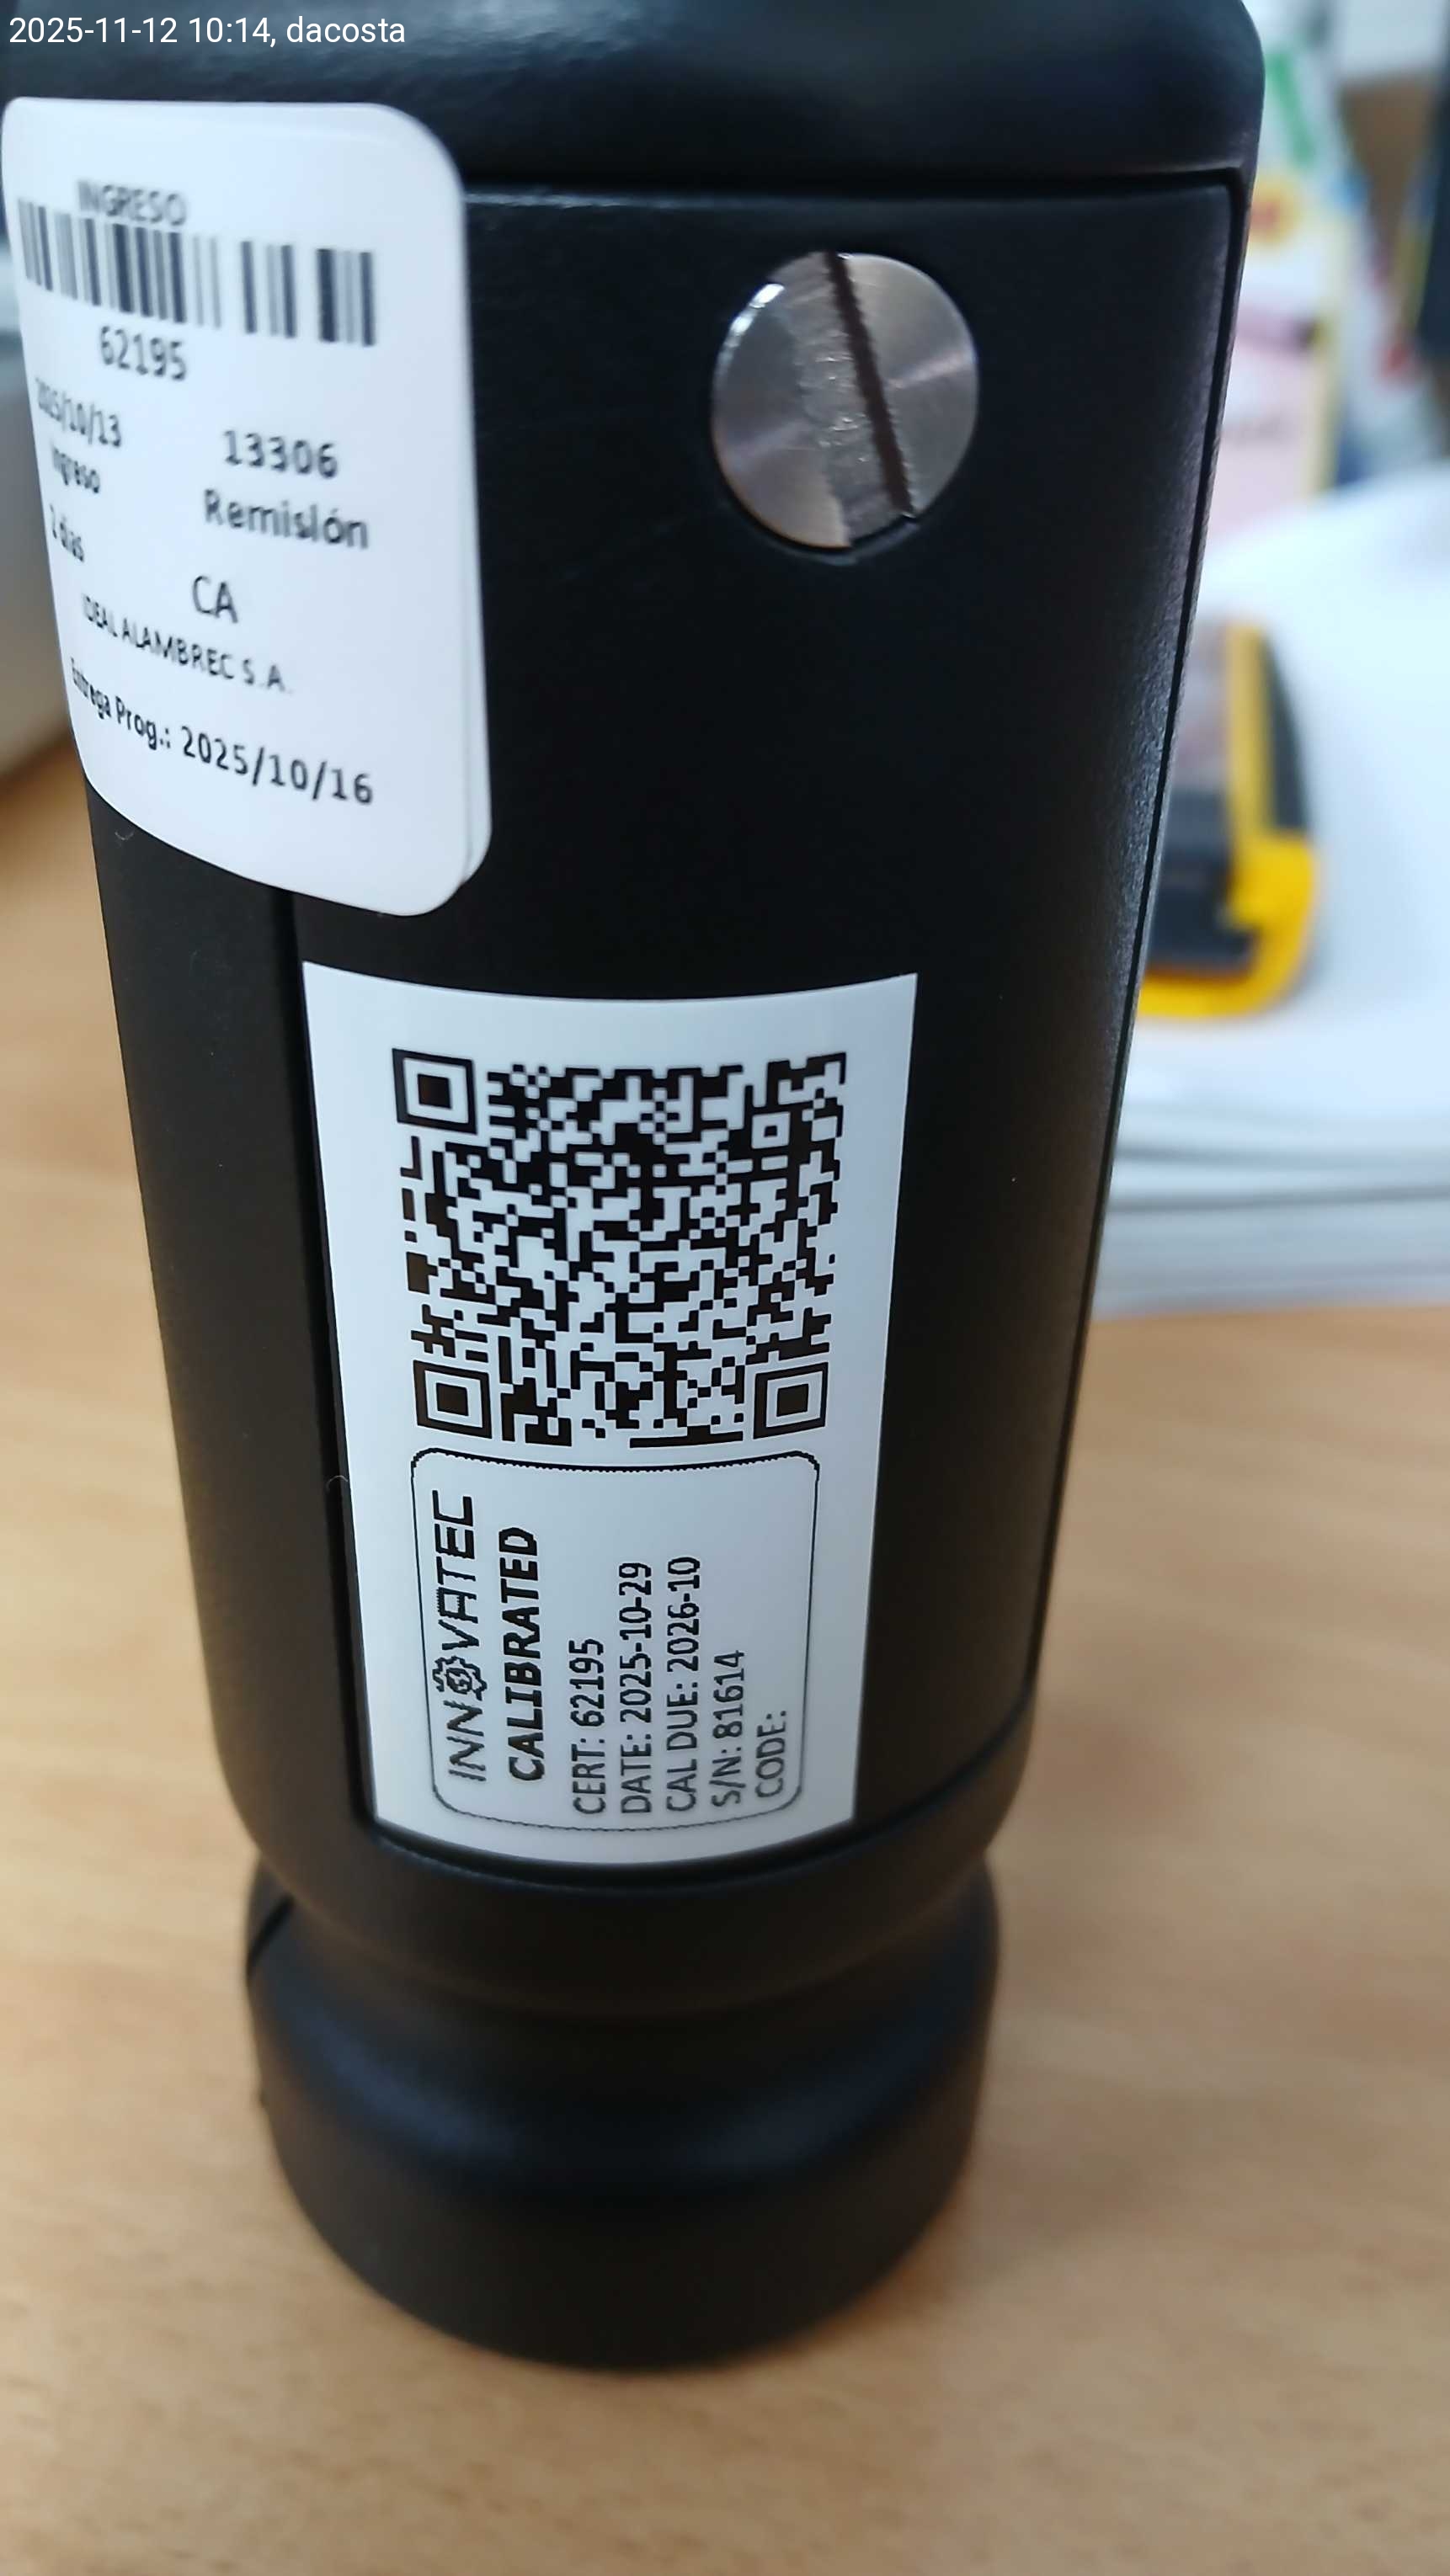 2025-11-12 10:14, dacosta
INGRESO
62195
2025/10/13
Ingreso
13306
Remisión
2 dias
CA
IDEAL ALAMBREC S.A.
Entrega Prog.: 2025/10/16
INNOVATEC
CALIBRATED
CERT: 62195
DATE: 2025-10-29
CAL DUE: 2026-10
S/N: 81614
CODE: